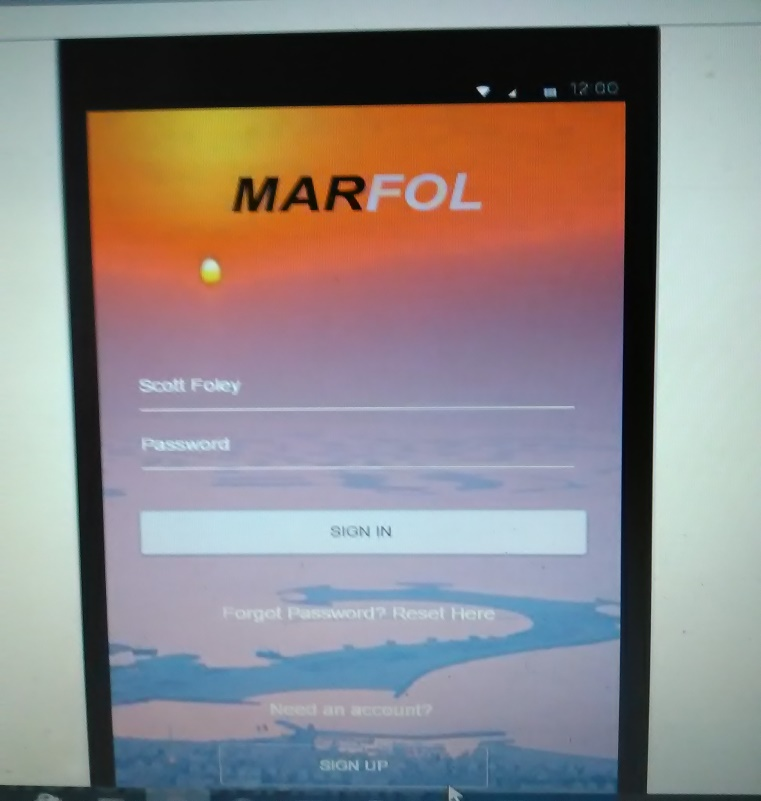 12:00
MARFOL
Scott Foley
Password
SIGN IN
Forgot Password? Reset Here
Need an account?
SIGN UP